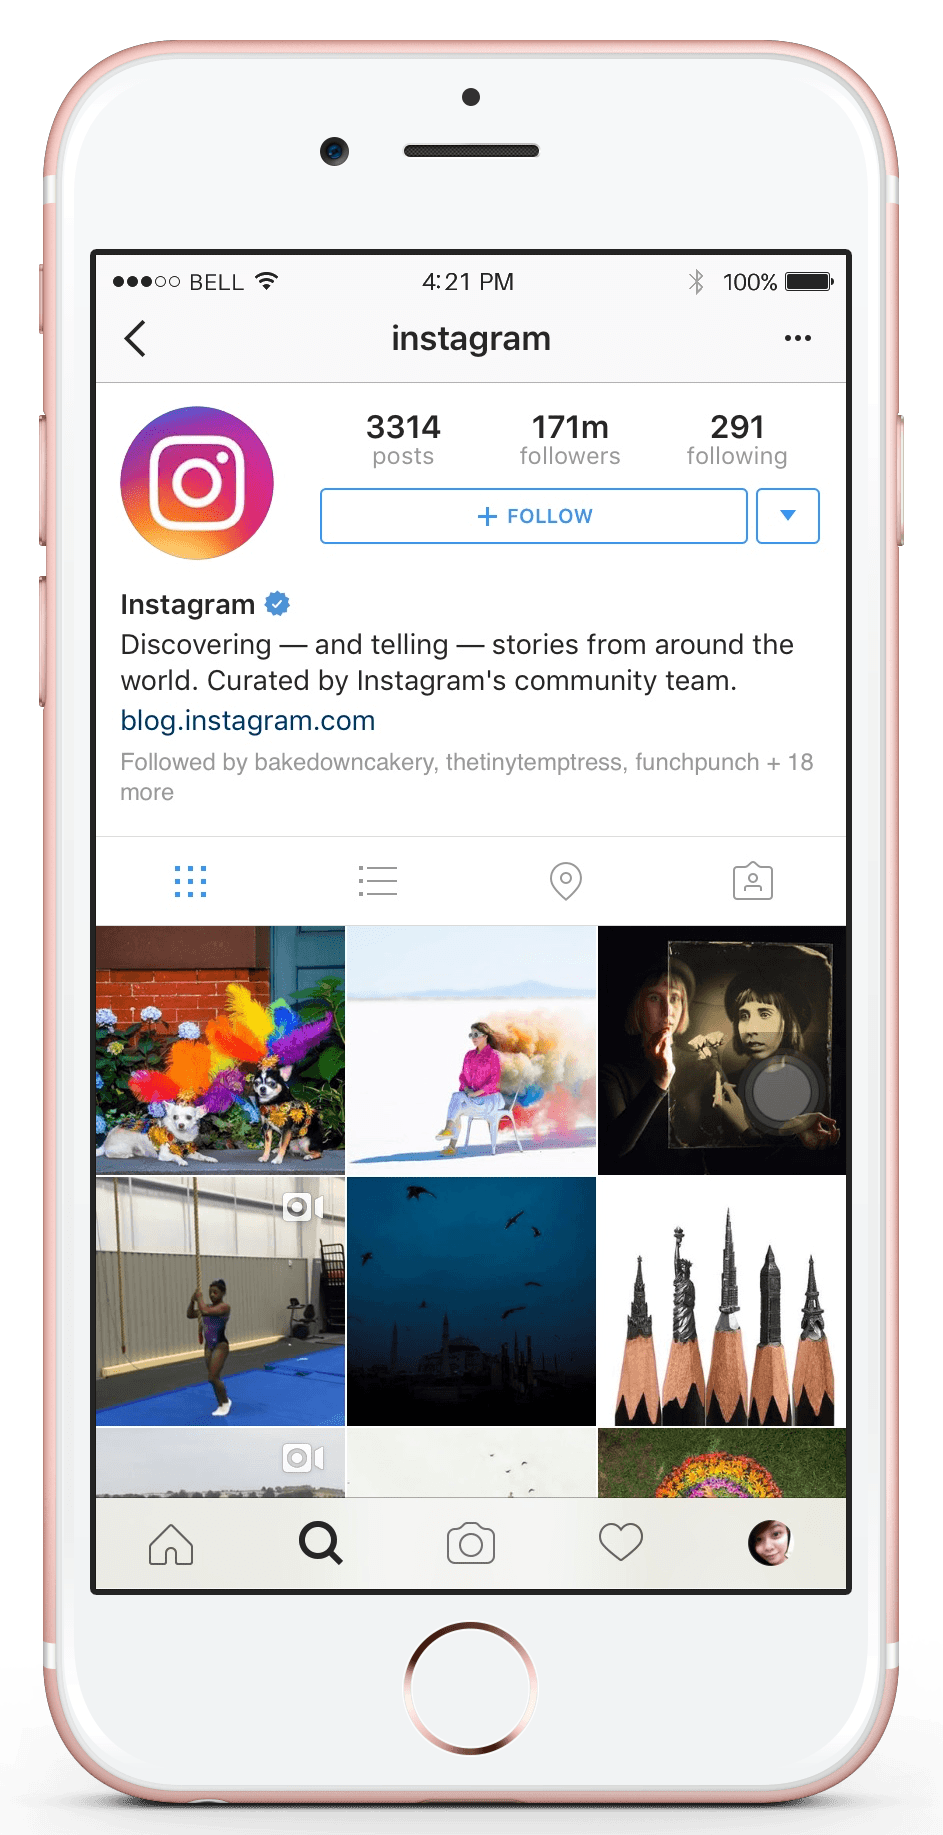 BELL 4:21 PM 100%
instagram
3314 171m 291
posts followers following
+ FOLLOW
Instagram
Discovering — and telling — stories from around the
world. Curated by Instagram's community team.
blog.instagram.com
Followed by bakedowncakery, thetinytemptress, funchpunch + 18
more